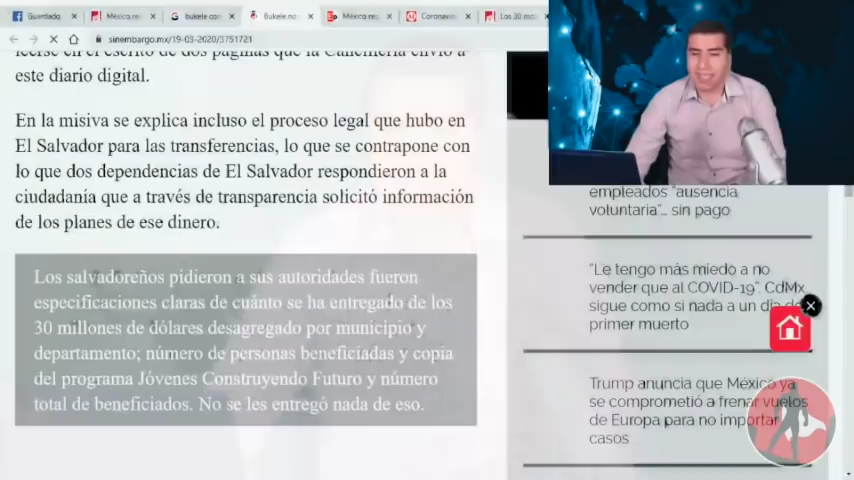 Guardado
México re
bukele.com
Bukele.no
México res
Coronavir
Los 30 mo
sinembargo.mx/19-03-2020/3751721
leerse en el escrito de dos páginas que la Cancillería envió a
este diario digital.
En la misiva se explica incluso el proceso legal que hubo en
El Salvador para las transferencias, lo que se contrapone con
lo que dos dependencias de El Salvador respondieron a la
ciudadanía que a través de transparencia solicitó información
de los planes de ese dinero.
Los salvadoreños pidieron a sus autoridades fueron
especificaciones claras de cuánto se ha entregado de los
30 millones de dólares desagregado por municipio y
departamento; número de personas beneficiadas y copia
del programa Jóvenes Construyendo Futuro y número
total de beneficiados. No se les entregó nada de eso.
empleados "ausencia
voluntaria"... sin pago
"Le tengo más miedo a no
vender que al COVID-19". CdMx
sigue como si nada a un día de
primer muerto
Trump anuncia que México ya
se comprometió a frenar vuelos
de Europa para no importar
casos